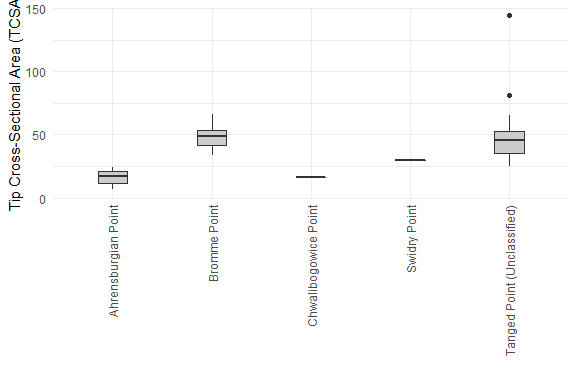 Tip Cross-Sectional Area (TCSA
150
100
50
0
Ahrensburgian Point
Bromme Point
Chwalibogowice Point
Swidry Point
Tanged Point (Unclassified)